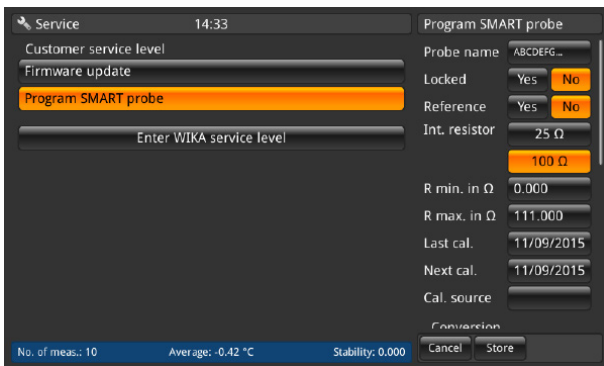 Service 14:33
Customer service level
Firmware update
Program SMART probe
Enter WIKA service level
No. of meas.: 10 Average: -0.42 °C Stability: 0.000
Program SMART probe
Probe name ABCDEFG...
Locked Yes No
Reference Yes No
Int. resistor 25 Ω
100 Ω
R min. in Ω 0.000
R max. in Ω 111.000
Last cal. 11/09/2015
Next cal. 11/09/2015
Cal. source
Conversion
Cancel Store